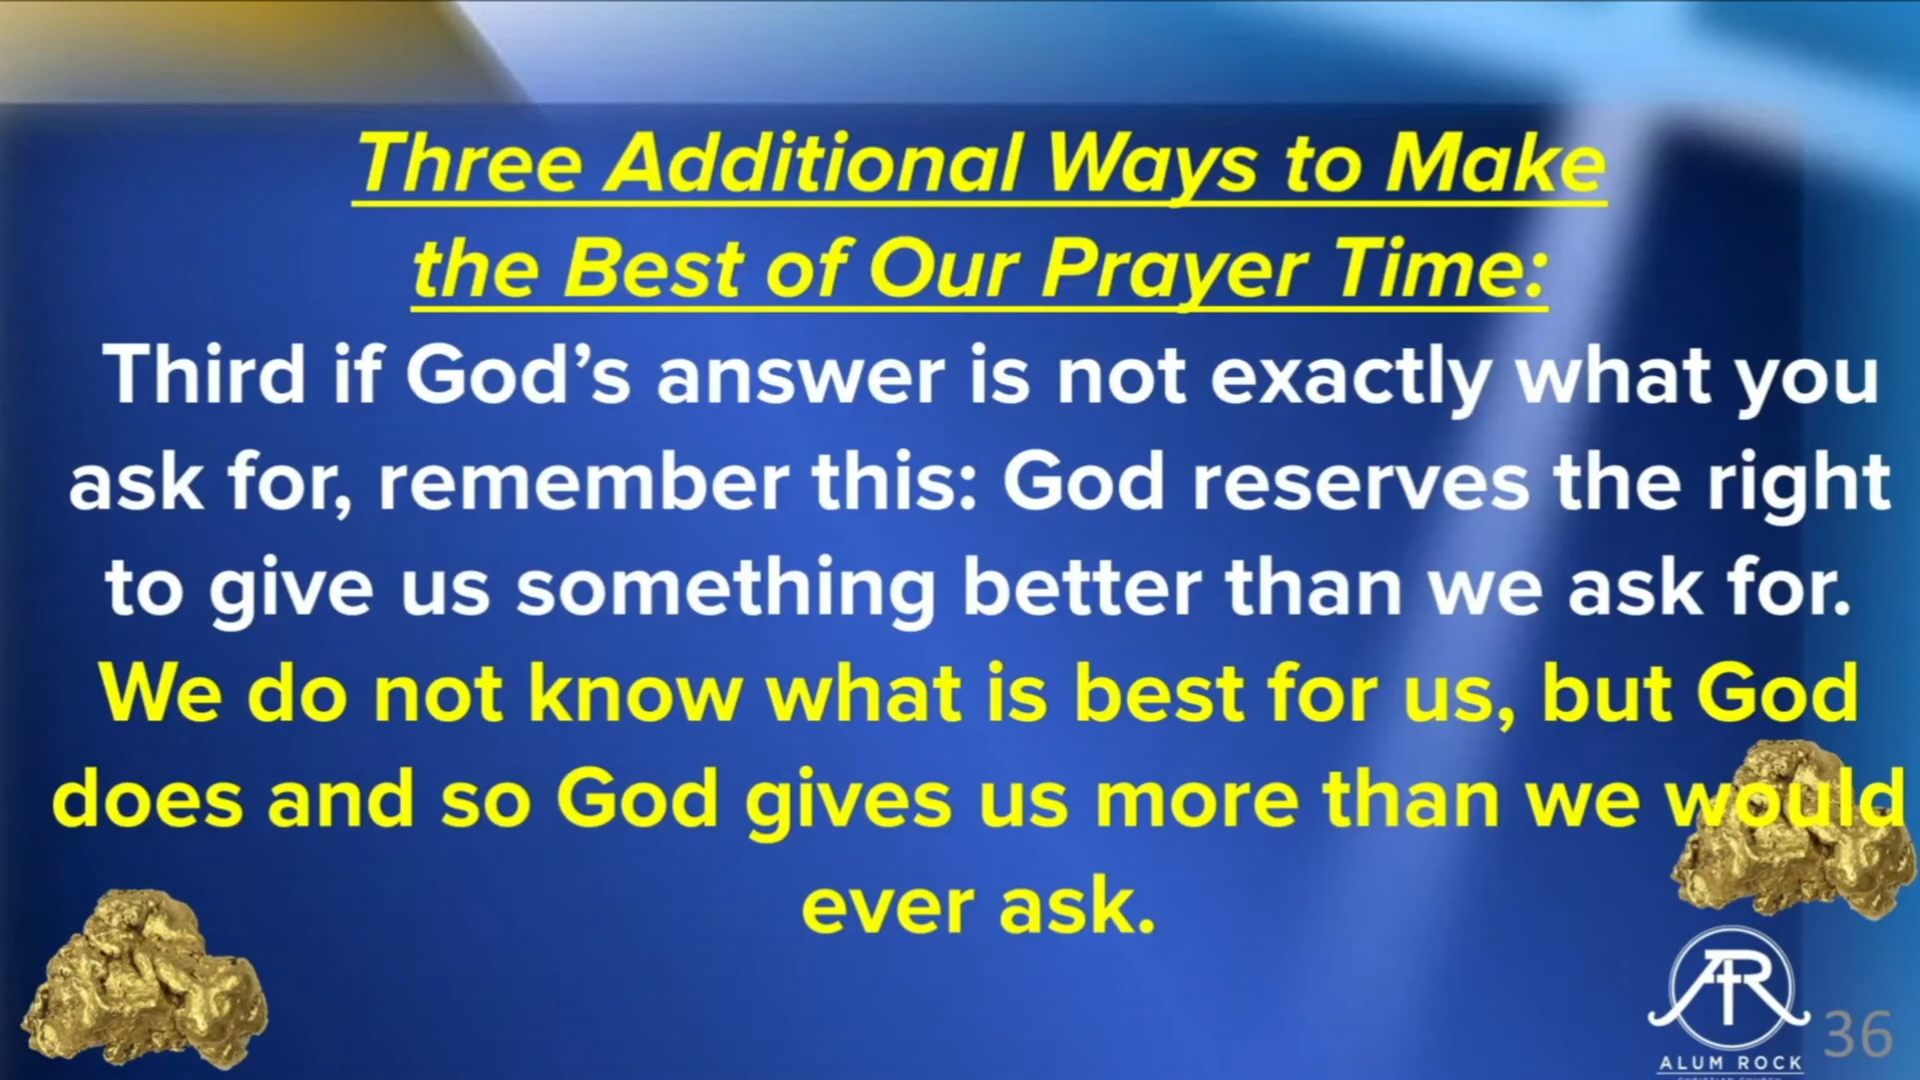 Three Additional Ways to Make
the Best of Our Prayer Time:
Third if God’s answer is not exactly what you
ask for, remember this: God reserves the right
to give us something better than we ask for.
We do not know what is best for us, but God
does and so God gives us more than we would
ever ask.
ALUM ROCK
36